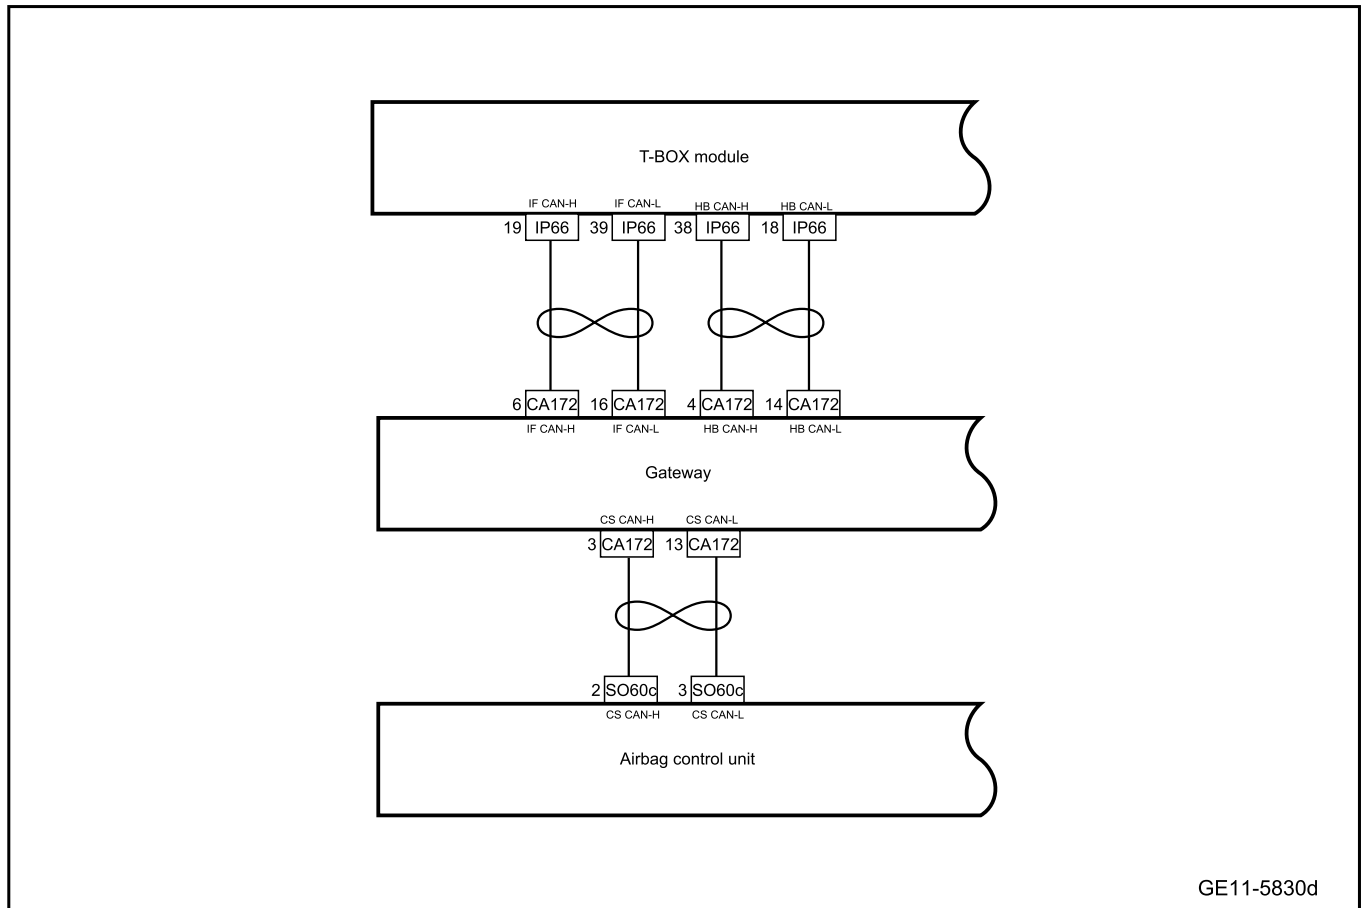 T-BOX module
IF CAN-H IF CAN-L HB CAN-H HB CAN-L
19 IP66 39 IP66 38 IP66 18 IP66
6 CA172 16 CA172 4 CA172 14 CA172
IF CAN-H IF CAN-L HB CAN-H HB CAN-L
Gateway
CS CAN-H CS CAN-L
3 CA172 13 CA172
2 SO60c 3 SO60c
CS CAN-H CS CAN-L
Airbag control unit
GE11-5830d